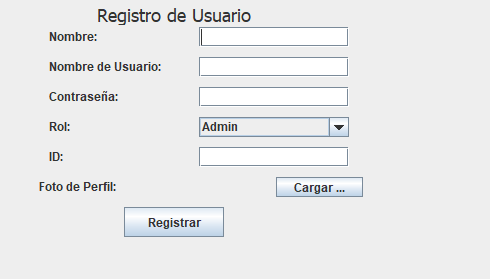 Registro de Usuario
Nombre:
Nombre de Usuario:
Contraseña:
Rol: Admin
ID:
Foto de Perfil: Cargar ...
Registrar